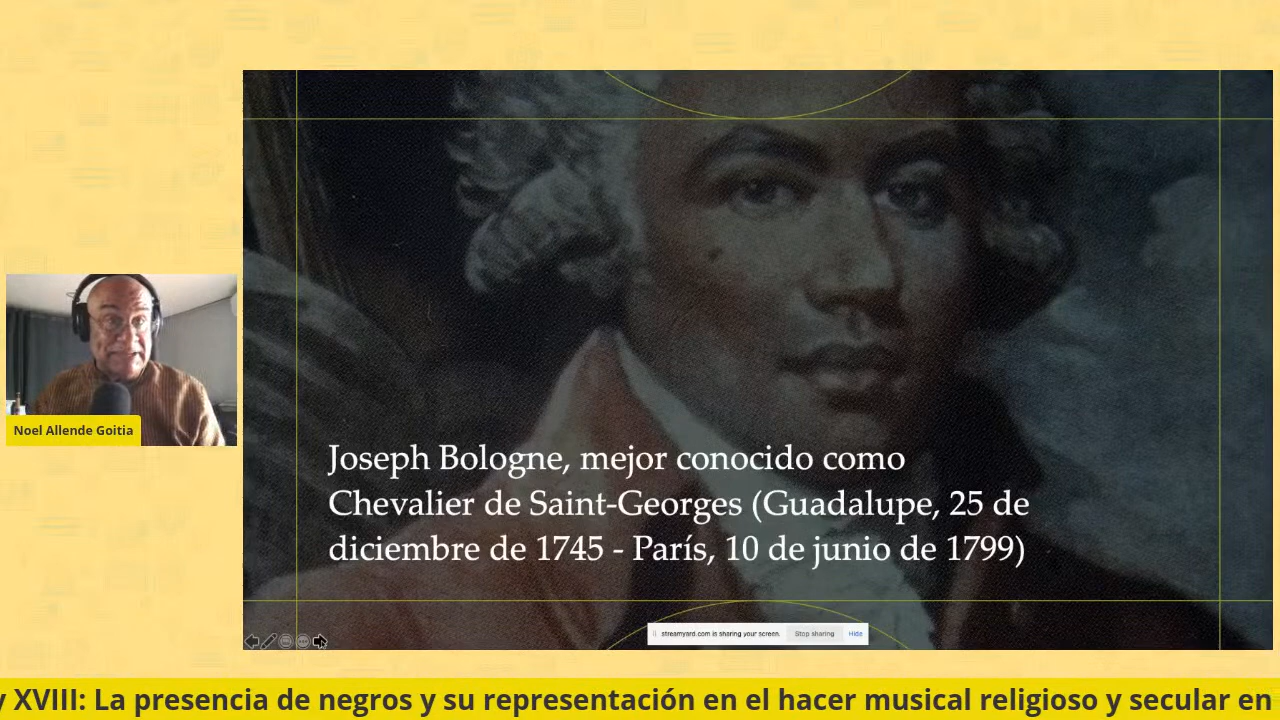 Joseph Bologne, mejor conocido como
Chevalier de Saint-Georges (Guadalupe, 25 de
diciembre de 1745 - París, 10 de junio de 1799)
Noel Allende Goitia
streamyard.com is sharing your screen. Stop sharing Hide
y XVIII: La presencia de negros y su representación en el hacer musical religioso y secular en